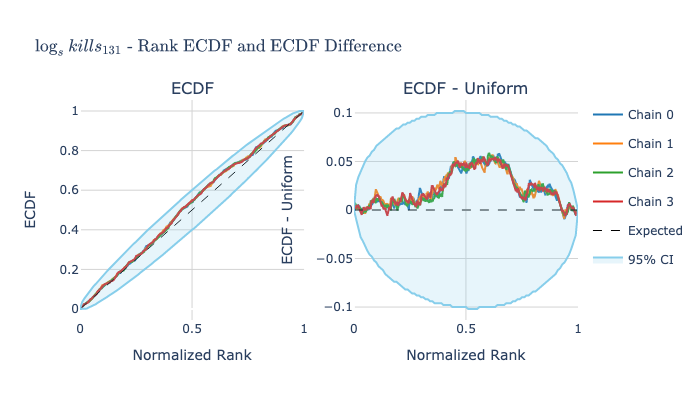 log_s kills_131 - Rank ECDF and ECDF Difference
ECDF
ECDF - Uniform
1
0.8
0.6
0.4
0.2
0
0
0.5
1
ECDF
Normalized Rank
0.1
0.05
0
−0.05
−0.1
0
0.5
1
ECDF - Uniform
Normalized Rank
Chain 0
Chain 1
Chain 2
Chain 3
Expected
95% CI